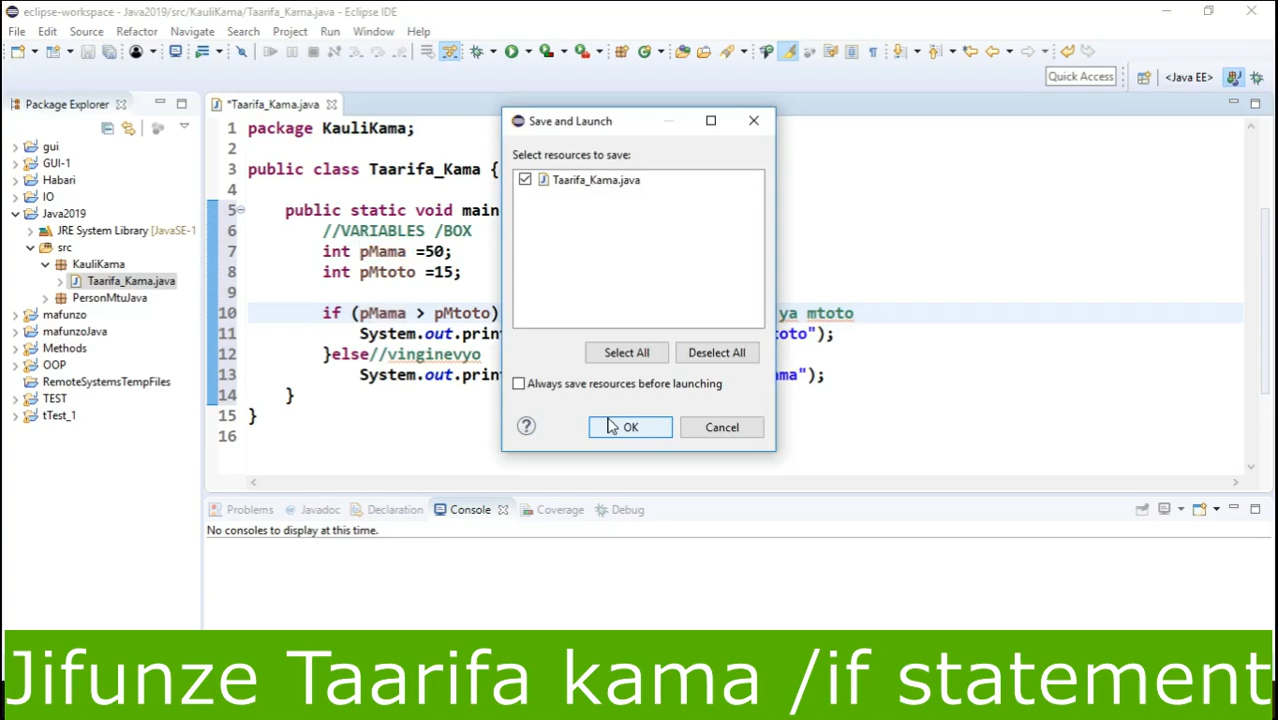 eclipse-workspace - Java2019/src/KauliKama/Taarifa_Kama.java - Eclipse IDE
File Edit Source Refactor Navigate Search Project Run Window Help
Quick Access
<Java EE>
Package Explorer
gui
GUI-1
Habari
IO
Java2019
JRE System Library [JavaSE-1
src
KauliKama
Taarifa_Kama.java
PersonMtuJava
mafunzo
mafunzoJava
Methods
OOP
RemoteSystemsTempFiles
TEST
tTest_1
*Taarifa_Kama.java
1 package KauliKama;
2
3 public class Taarifa_Kama {
4
5 public static void main
6 //VARIABLES /BOX
7 int pMama =50;
8 int pMtoto =15;
9
10 if (pMama > pMtoto) ya mtoto
11 System.out.prin oto");
12 }else//vinginevyo
13 System.out.prin ma");
14 }
15 }
16
Save and Launch
Select resources to save:
Taarifa_Kama.java
Select All Deselect All
Always save resources before launching
OK Cancel
Problems Javadoc Declaration Console Coverage Debug
No consoles to display at this time.
Jifunze Taarifa kama /if statement